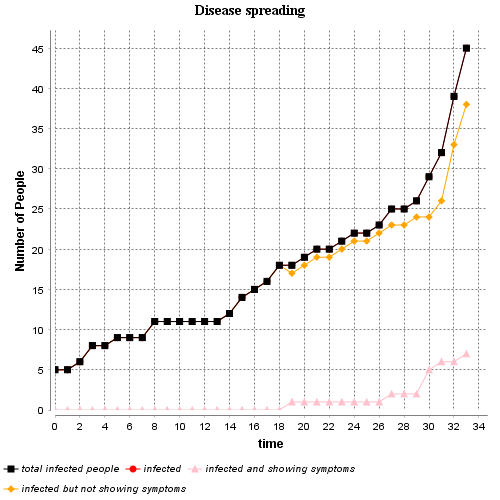 Disease spreading
Number of People
45
40
35
30
25
20
15
10
5
0
0 2 4 6 8 10 12 14 16 18 20 22 24 26 28 30 32 34
time
total infected people infected infected and showing symptoms
infected but not showing symptoms